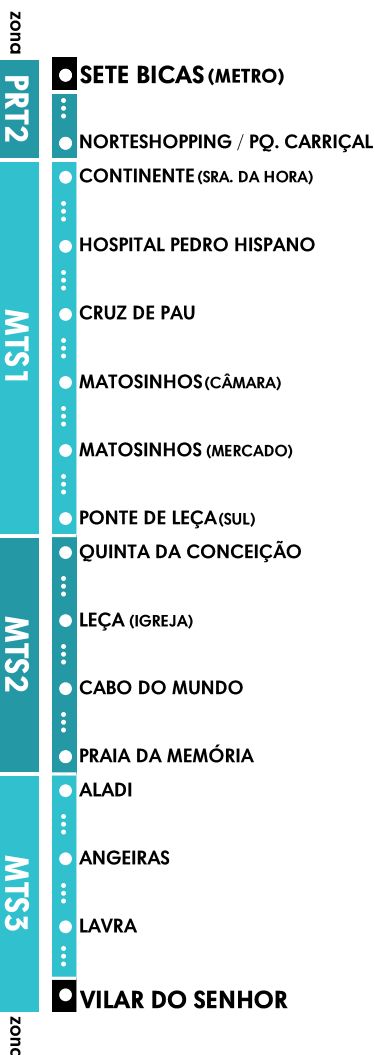 zona
PRT2
SETE BICAS (METRO)
NORTESHOPPING / PQ. CARRIÇAL
MTS1
CONTINENTE (SRA. DA HORA)
HOSPITAL PEDRO HISPANO
CRUZ DE PAU
MATOSINHOS (CÂMARA)
MATOSINHOS (MERCADO)
PONTE DE LEÇA (SUL)
MTS2
QUINTA DA CONCEIÇÃO
LEÇA (IGREJA)
CABO DO MUNDO
PRAIA DA MEMÓRIA
MTS3
ALADI
ANGEIRAS
LAVRA
VILAR DO SENHOR
zona